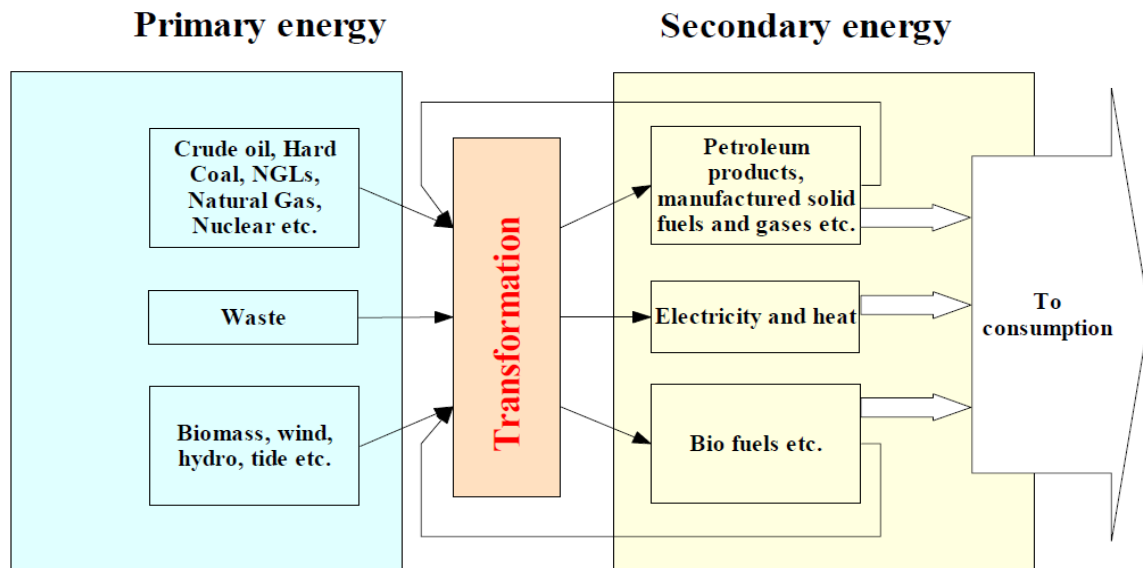 Primary energy
Secondary energy
Crude oil, Hard
Coal, NGLs,
Natural Gas,
Nuclear etc.
Waste
Biomass, wind,
hydro, tide etc.
Transformation
Petroleum
products,
manufactured solid
fuels and gases etc.
Electricity and heat
Bio fuels etc.
To
consumption